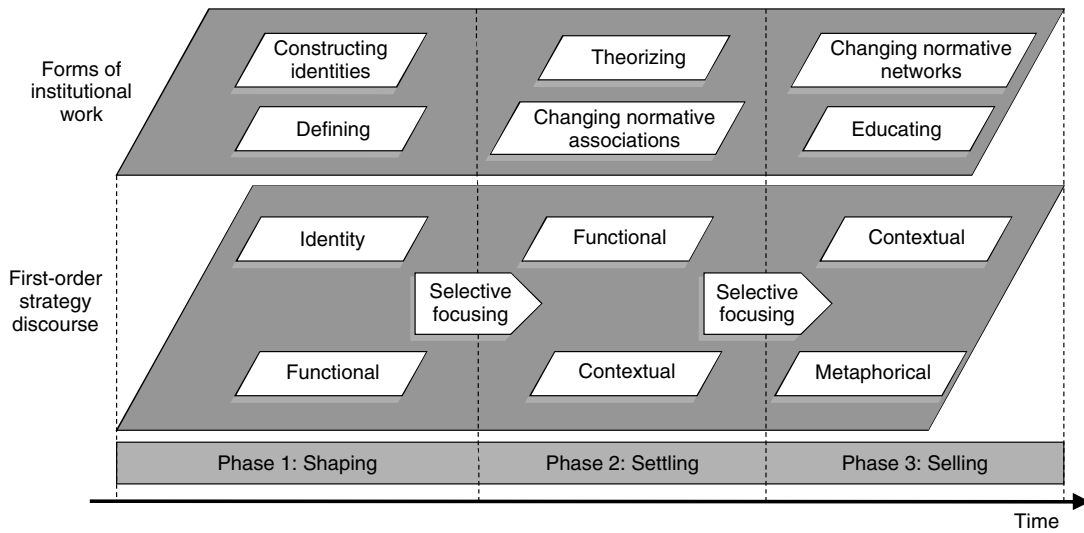 Forms of
institutional
work
Constructing
identities
Theorizing
Changing normative
networks
Defining
Changing normative
associations
Educating
First-order
strategy
discourse
Identity
Functional
Contextual
Selective
focusing
Selective
focusing
Functional
Contextual
Metaphorical
Phase 1: Shaping
Phase 2: Settling
Phase 3: Selling
Time